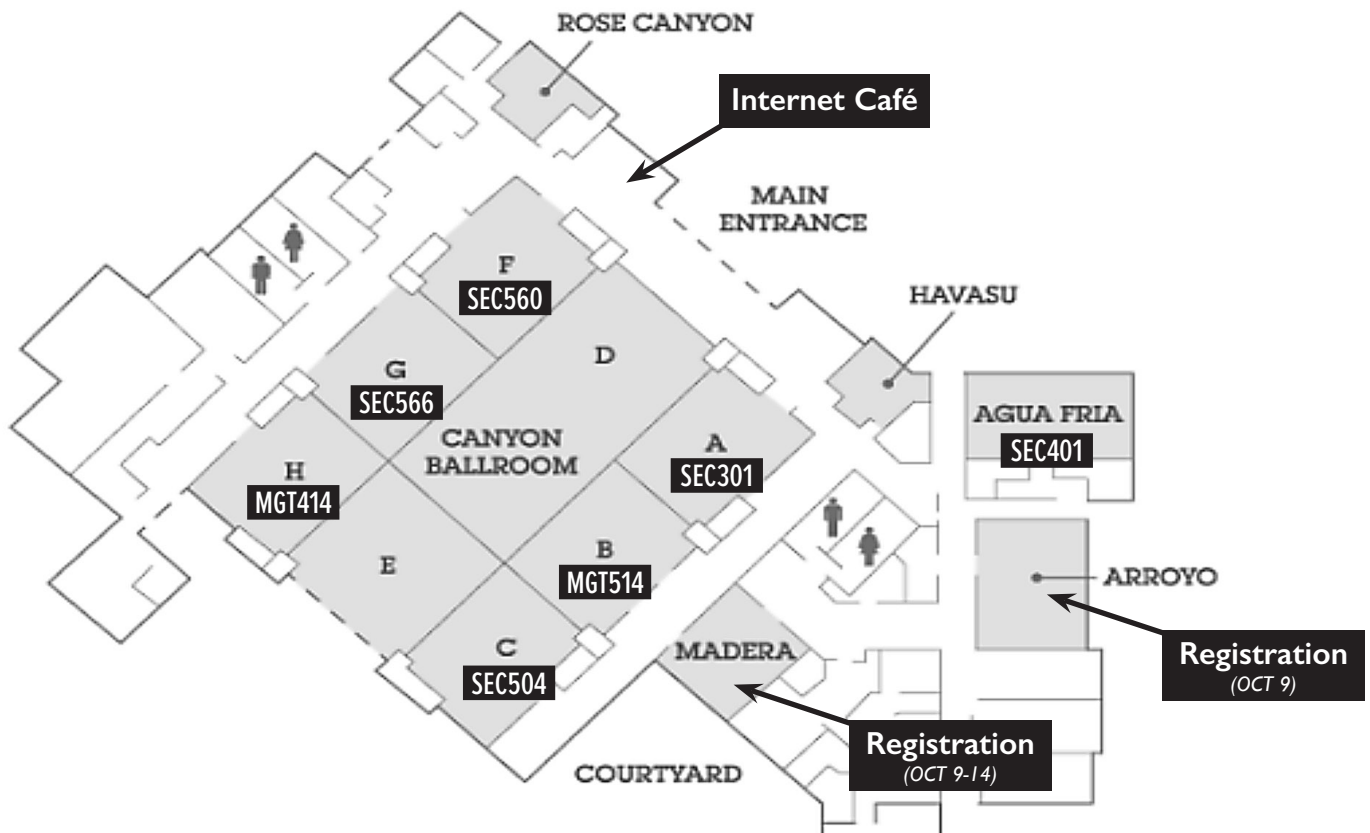 ROSE CANYON
Internet Café
MAIN
ENTRANCE
F
SEC560
HAVASU
D
G
SEC566
AGUA FRIA
SEC401
CANYON
BALLROOM
A
SEC301
H
MGT414
E
B
MGT514
ARROYO
C
SEC504
MADERA
Registration
(OCT 9)
Registration
(OCT 9-14)
COURTYARD